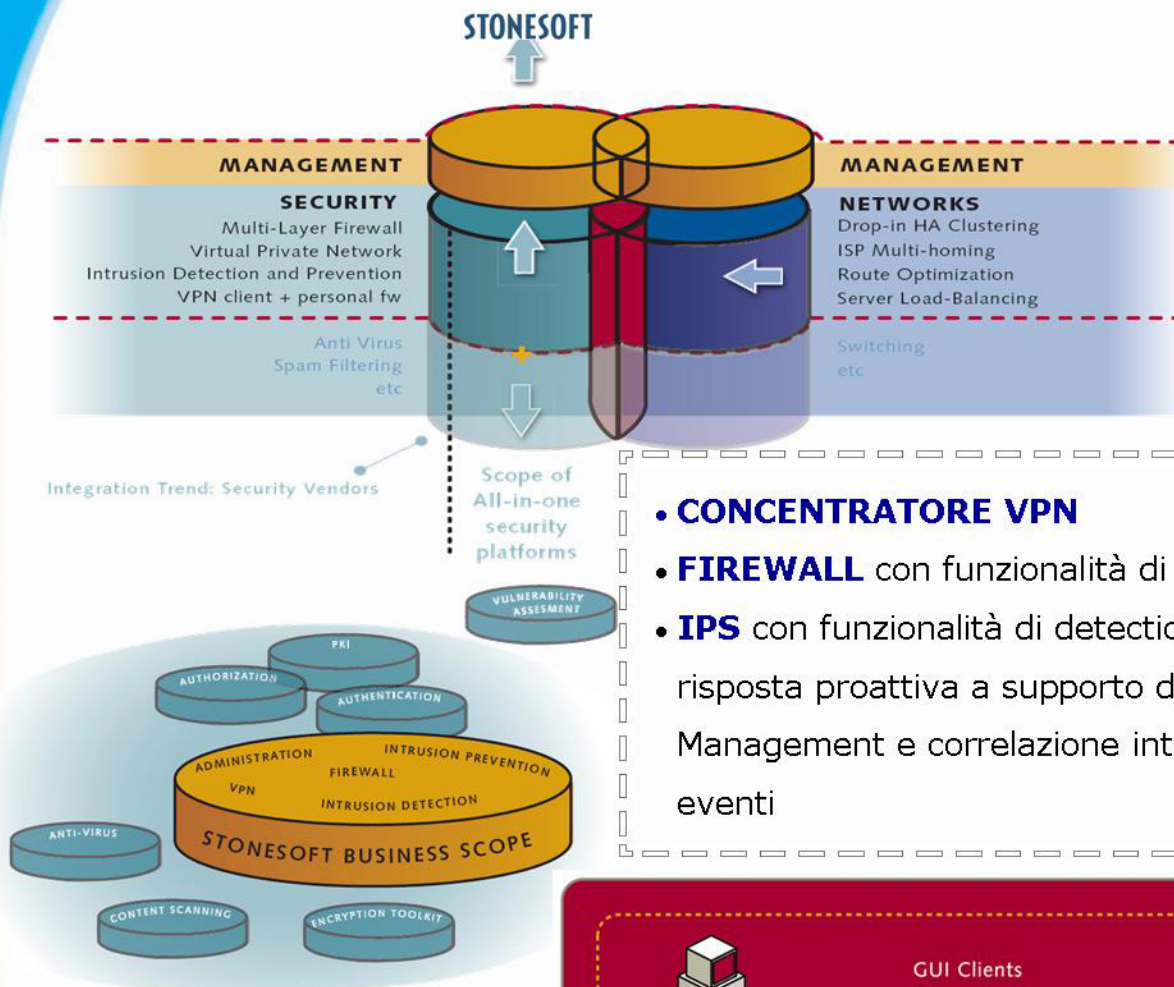 STONESOFT
MANAGEMENT
SECURITY
Multi-Layer Firewall
Virtual Private Network
Intrusion Detection and Prevention
VPN client + personal fw
Anti Virus
Spam Filtering
etc
MANAGEMENT
NETWORKS
Drop-in HA Clustering
ISP Multi-homing
Route Optimization
Server Load-Balancing
Switching
etc
Integration Trend: Security Vendors
Scope of
All-in-one
security
platforms
• CONCENTRATORE VPN
• FIREWALL con funzionalità di
• IPS con funzionalità di detectio
risposta proattiva a supporto d
Management e correlazione int
eventi
VULNERABILITY
ASSESMENT
PKI
AUTHORIZATION
AUTHENTICATION
ADMINISTRATION
INTRUSION PREVENTION
FIREWALL
VPN
INTRUSION DETECTION
STONESOFT BUSINESS SCOPE
ANTI-VIRUS
CONTENT SCANNING
ENCRYPTION TOOLKIT
GUI Clients